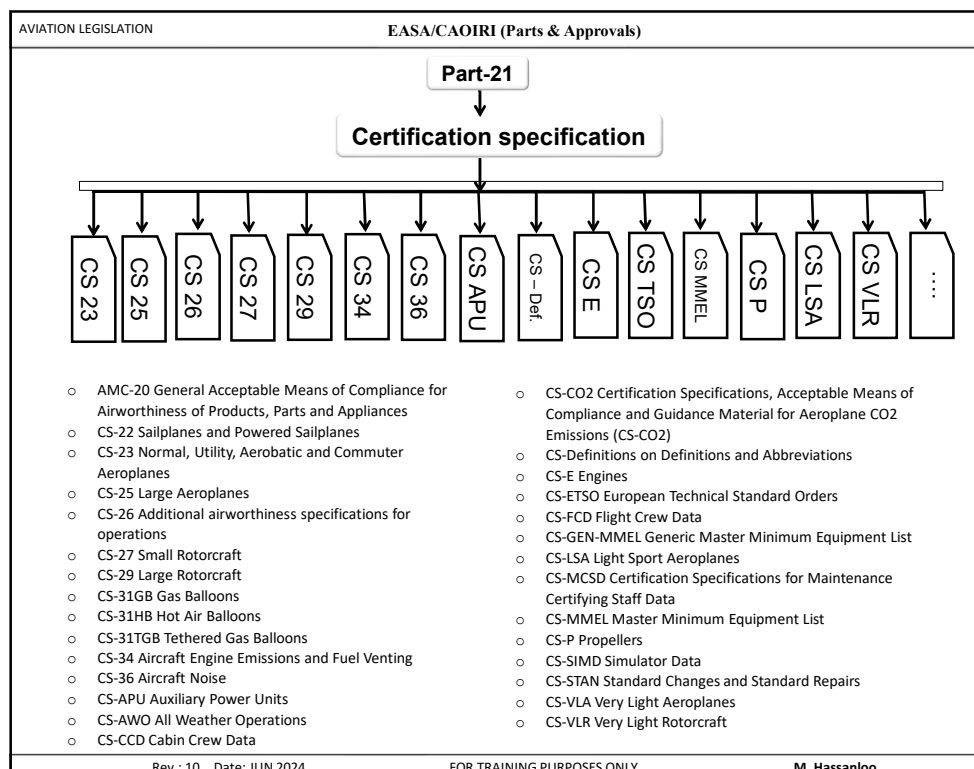 AVIATION LEGISLATION
EASA/CAOIRI (Parts & Approvals)
Part-21
Certification specification
CS 23
CS 25
CS 26
CS 27
CS 29
CS 34
CS 36
CS APU
CS – Def.
CS E
CS TSO
CS MMEL
CS P
CS LSA
CS VLR
.....
○ AMC-20 General Acceptable Means of Compliance for
Airworthiness of Products, Parts and Appliances
○ CS-22 Sailplanes and Powered Sailplanes
○ CS-23 Normal, Utility, Aerobatic and Commuter
Aeroplanes
○ CS-25 Large Aeroplanes
○ CS-26 Additional airworthiness specifications for
operations
○ CS-27 Small Rotorcraft
○ CS-29 Large Rotorcraft
○ CS-31GB Gas Balloons
○ CS-31HB Hot Air Balloons
○ CS-31TGB Tethered Gas Balloons
○ CS-34 Aircraft Engine Emissions and Fuel Venting
○ CS-36 Aircraft Noise
○ CS-APU Auxiliary Power Units
○ CS-AWO All Weather Operations
○ CS-CCD Cabin Crew Data
○ CS-CO2 Certification Specifications, Acceptable Means of
Compliance and Guidance Material for Aeroplane CO2
Emissions (CS-CO2)
○ CS-Definitions on Definitions and Abbreviations
○ CS-E Engines
○ CS-ETSO European Technical Standard Orders
○ CS-FCD Flight Crew Data
○ CS-GEN-MMEL Generic Master Minimum Equipment List
○ CS-LSA Light Sport Aeroplanes
○ CS-MCSD Certification Specifications for Maintenance
Certifying Staff Data
○ CS-MMEL Master Minimum Equipment List
○ CS-P Propellers
○ CS-SIMD Simulator Data
○ CS-STAN Standard Changes and Standard Repairs
○ CS-VLA Very Light Aeroplanes
○ CS-VLR Very Light Rotorcraft
Rev : 10 Date: JUN 2024
FOR TRAINING PURPOSES ONLY
M. Hassanloo